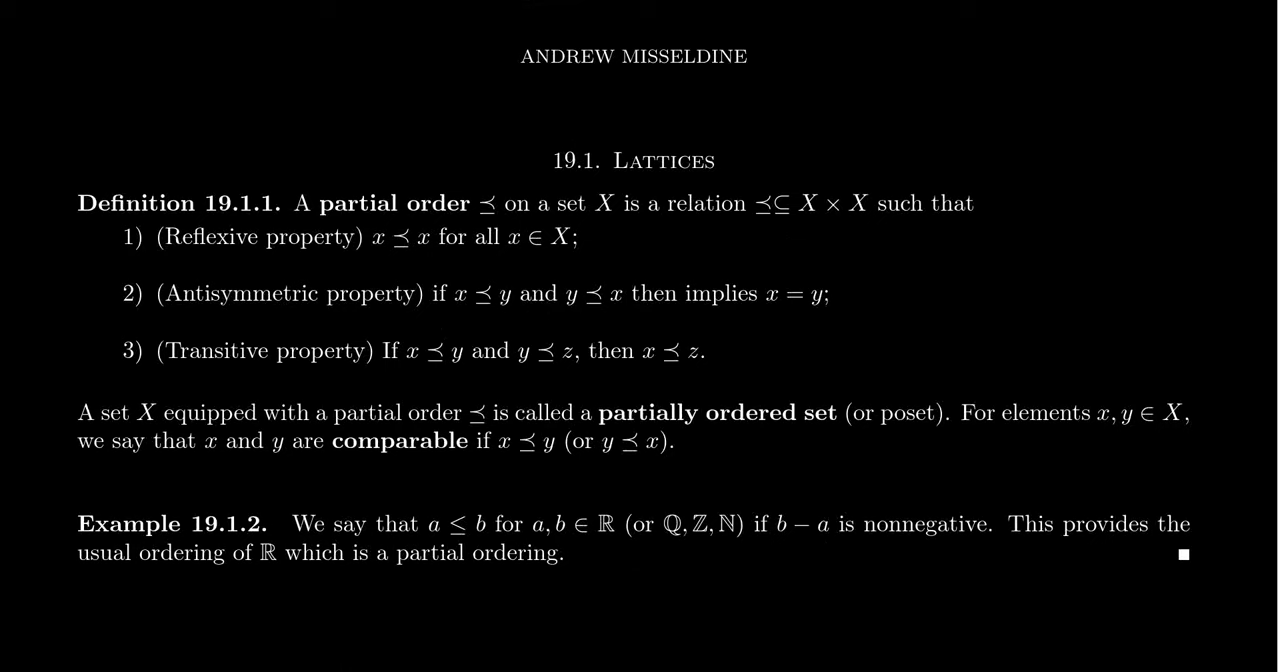 ANDREW MISSELDINE
19.1. Lattices
Definition 19.1.1. A partial order ⪯ on a set X is a relation ⪯⊆ X × X such that
1) (Reflexive property) x ⪯ x for all x ∈ X;
2) (Antisymmetric property) if x ⪯ y and y ⪯ x then implies x = y;
3) (Transitive property) If x ⪯ y and y ⪯ z, then x ⪯ z.
A set X equipped with a partial order ⪯ is called a partially ordered set (or poset). For elements x, y ∈ X,
we say that x and y are comparable if x ⪯ y (or y ⪯ x).
Example 19.1.2. We say that a ≤ b for a, b ∈ ℝ (or ℚ, ℤ, ℕ) if b − a is nonnegative. This provides the
usual ordering of ℝ which is a partial ordering. ■